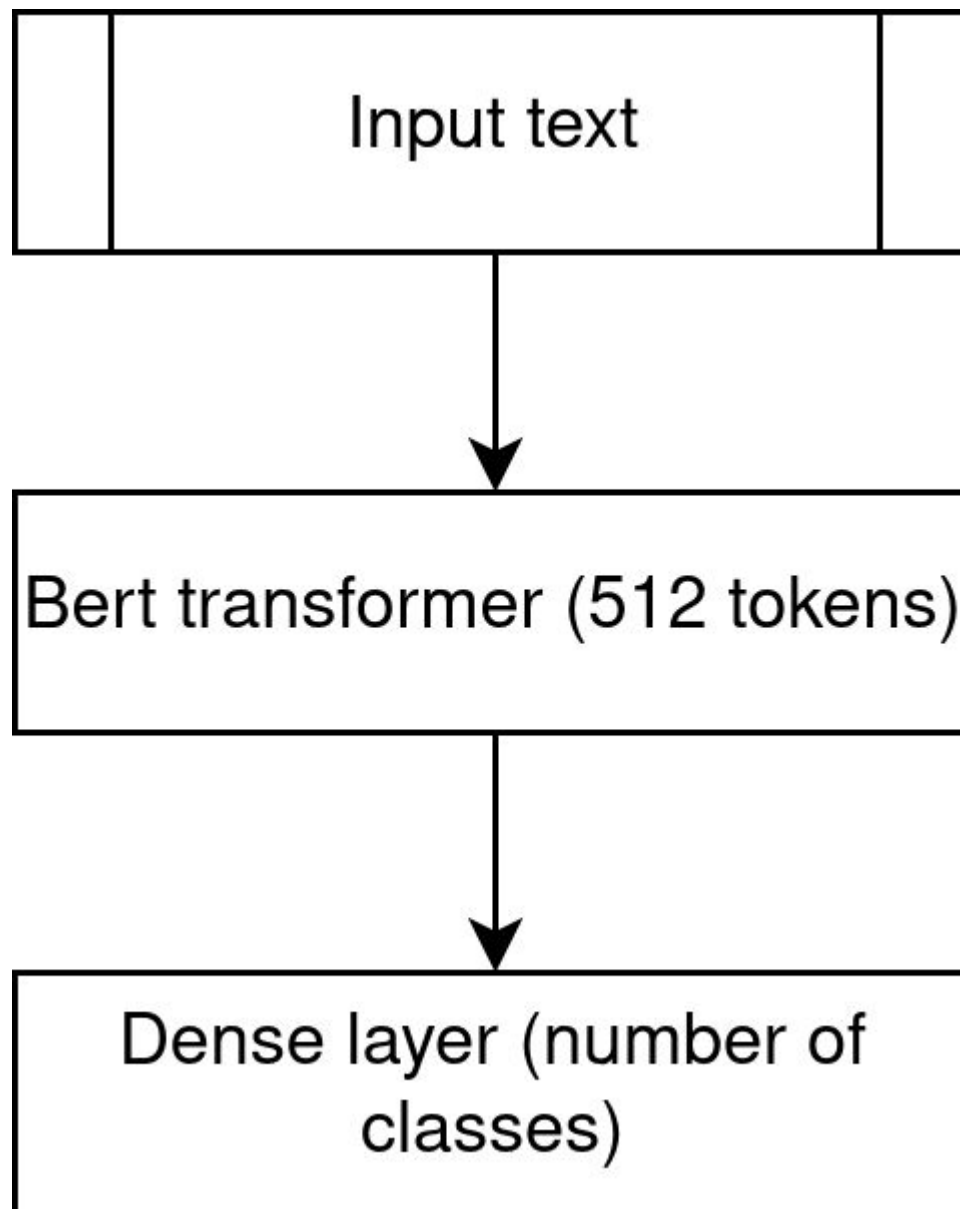 Input text
Bert transformer (512 tokens)
Dense layer (number of
classes)